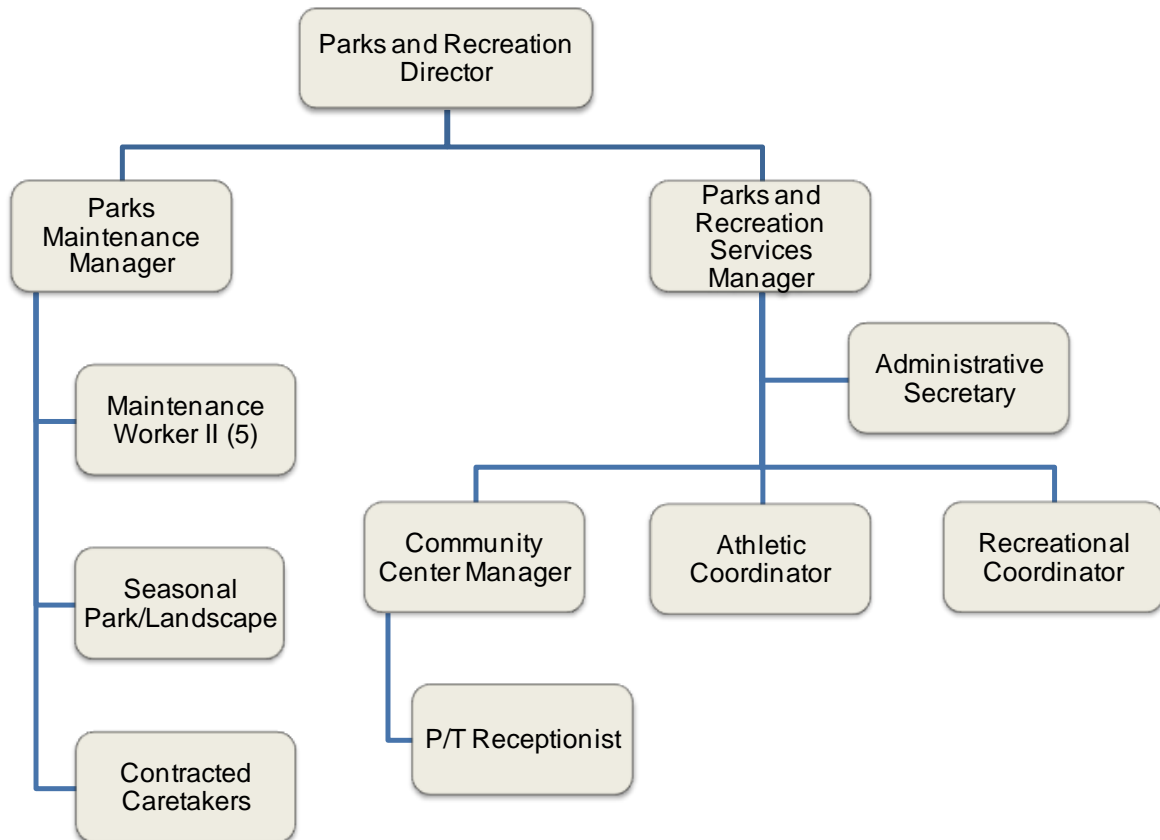 Parks and Recreation
Director
Parks
Maintenance
Manager
Parks and
Recreation
Services
Manager
Administrative
Secretary
Maintenance
Worker II (5)
Community
Center Manager
Athletic
Coordinator
Recreational
Coordinator
Seasonal
Park/Landscape
P/T Receptionist
Contracted
Caretakers